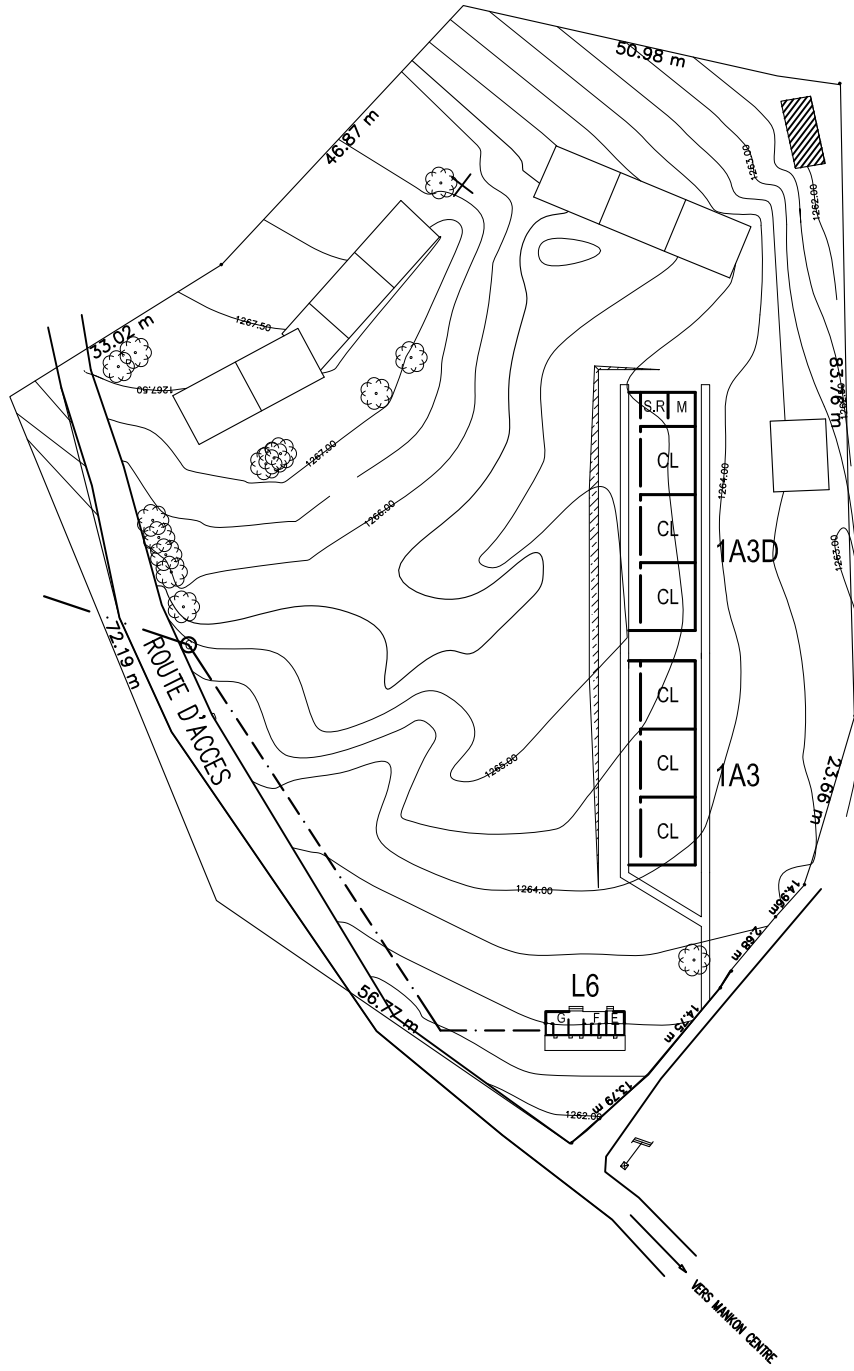 50.98 m
46.87 m
1263.00
1262.00
33.02 m
1267.50
1267.50
83.76 m
S.R M
CL
1267.00
1264.00
1266.00
CL
1A3D
1263.00
CL
72.19 m
ROUTE D'ACCES
CL
1265.00
CL
1A3
23.66 m
CL
1264.00
14.96m
2.68 m
L6
56.77 m
G F E
14.75 m
13.79 m
1262.00
VERS MANKON CENTRE